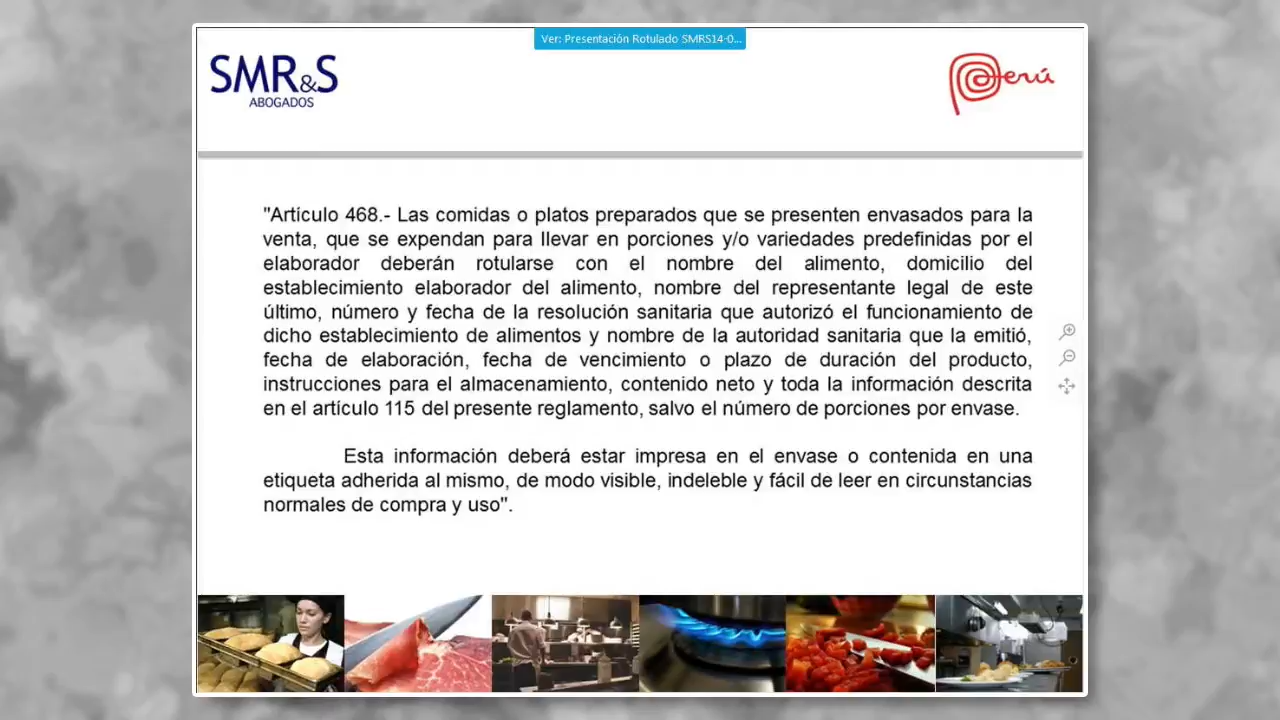 Ver: Presentación Rotulado SMRS14-0...
SMR&S
ABOGADOS
Perú
"Artículo 468.- Las comidas o platos preparados que se presenten envasados para la
venta, que se expendan para llevar en porciones y/o variedades predefinidas por el
elaborador deberán rotularse con el nombre del alimento, domicilio del
establecimiento elaborador del alimento, nombre del representante legal de este
último, número y fecha de la resolución sanitaria que autorizó el funcionamiento de
dicho establecimiento de alimentos y nombre de la autoridad sanitaria que la emitió,
fecha de elaboración, fecha de vencimiento o plazo de duración del producto,
instrucciones para el almacenamiento, contenido neto y toda la información descrita
en el artículo 115 del presente reglamento, salvo el número de porciones por envase.
Esta información deberá estar impresa en el envase o contenida en una
etiqueta adherida al mismo, de modo visible, indeleble y fácil de leer en circunstancias
normales de compra y uso".